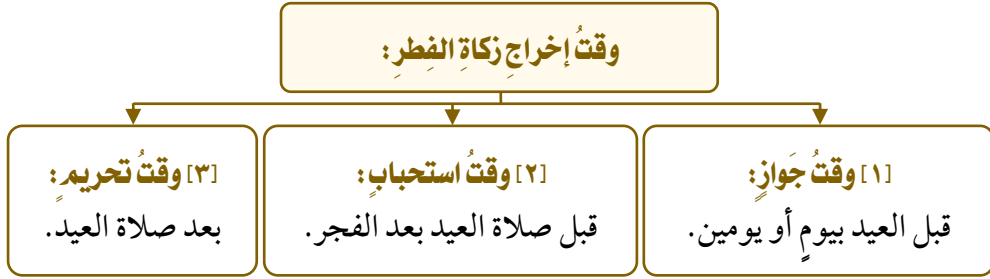 وقتُ إخراجِ زكاةِ الفِطرِ:
[١] وقتُ جَوازٍ:
قبل العيد بيومٍ أو يومين.
[٢] وقتُ استحبابٍ:
قبل صلاة العيد بعد الفجر.
[٣] وقتُ تحريمٍ:
بعد صلاة العيد.